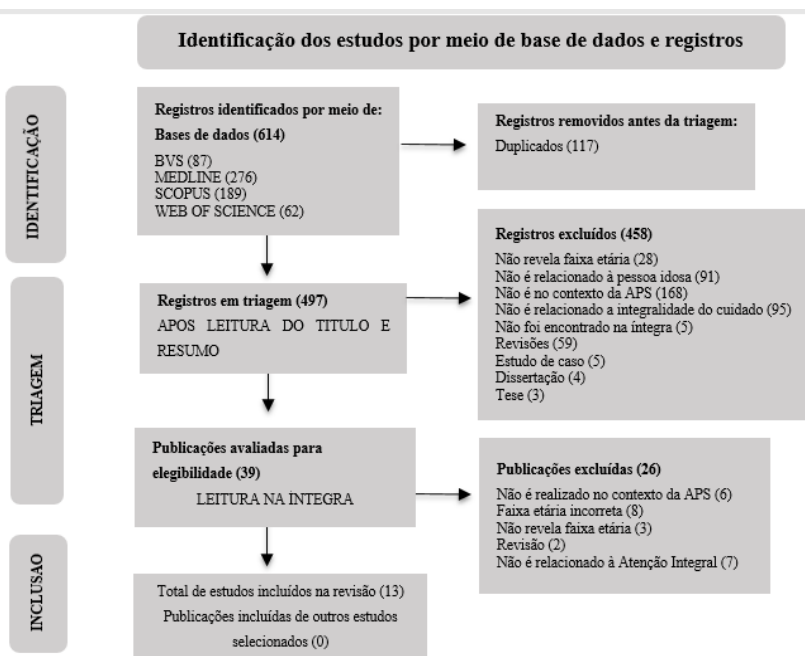 Identificação dos estudos por meio de base de dados e registros
IDENTIFICAÇÃO
Registros identificados por meio de:
Bases de dados (614)
BVS (87)
MEDLINE (276)
SCOPUS (189)
WEB OF SCIENCE (62)
Registros removidos antes da triagem:
Duplicados (117)
TRIAGEM
Registros em triagem (497)
APOS LEITURA DO TITULO E
RESUMO
Registros excluídos (458)
Não revela faixa etária (28)
Não é relacionado à pessoa idosa (91)
Não é no contexto da APS (168)
Não é relacionado a integralidade do cuidado (95)
Não foi encontrado na íntegra (5)
Revisões (59)
Estudo de caso (5)
Dissertação (4)
Tese (3)
Publicações avaliadas para
elegibilidade (39)
LEITURA NA ÍNTEGRA
Publicações excluídas (26)
Não é realizado no contexto da APS (6)
Faixa etária incorreta (8)
Não revela faixa etária (3)
Revisão (2)
Não é relacionado à Atenção Integral (7)
INCLUSAO
Total de estudos incluídos na revisão (13)
Publicações incluídas de outros estudos
selecionados (0)